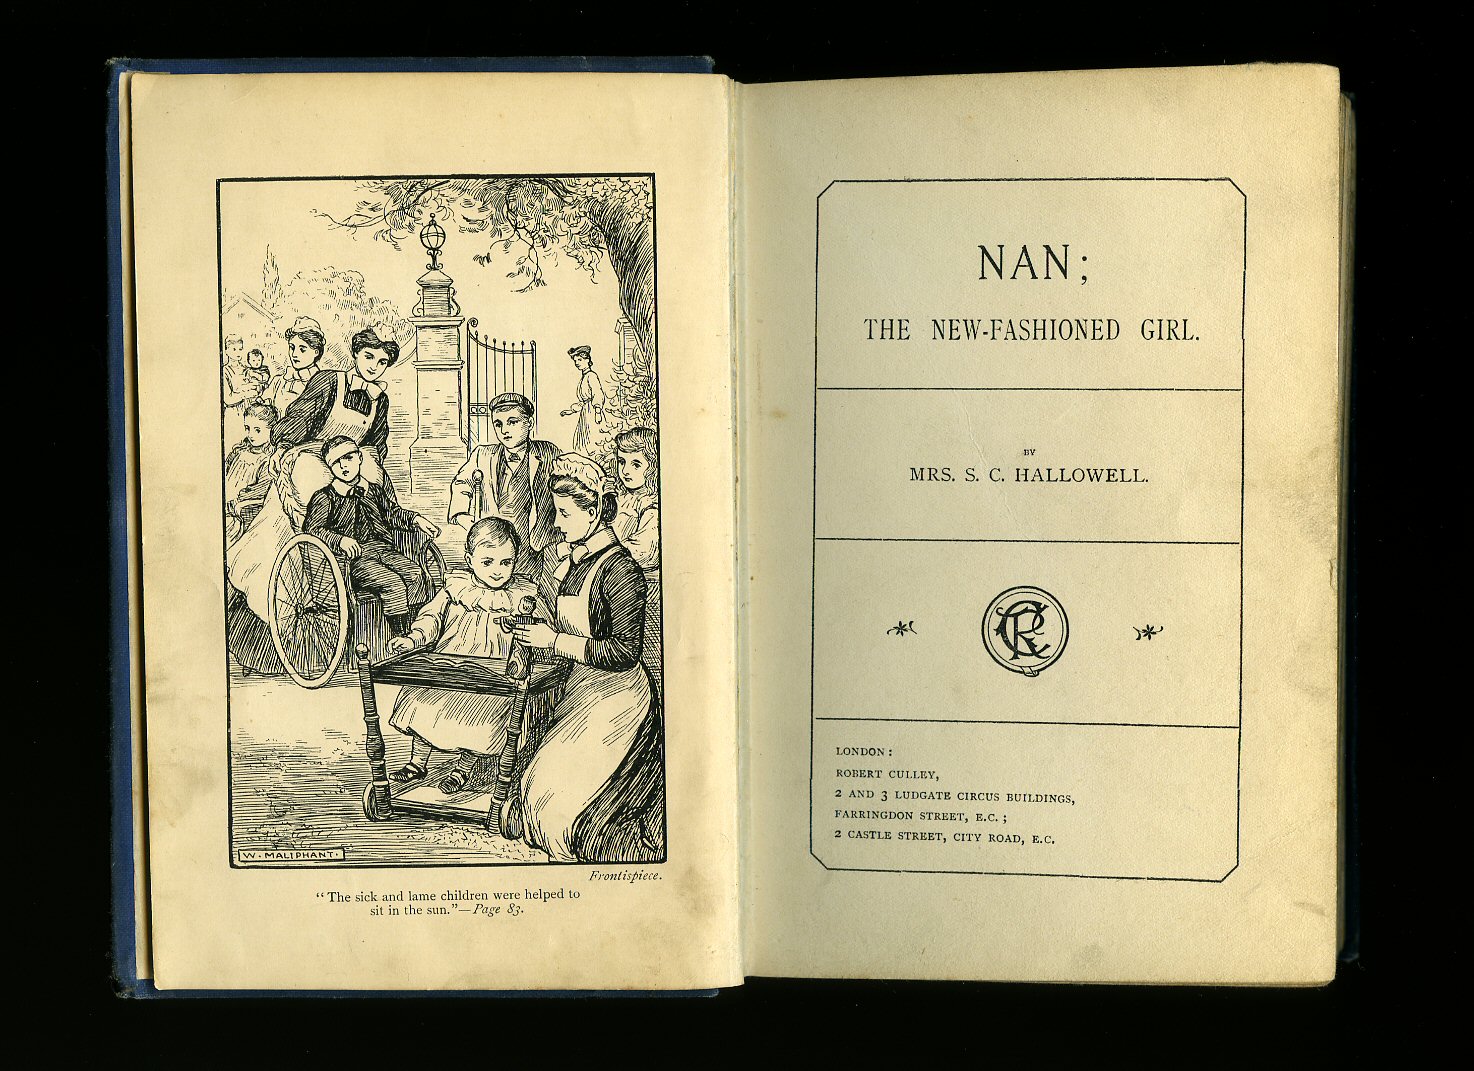 W. MALIPHANT.
Frontispiece.
“The sick and lame children were helped to
sit in the sun.”—Page 83.
NAN;
THE NEW-FASHIONED GIRL.
BY
MRS. S. C. HALLOWELL.
RC
LONDON:
ROBERT CULLEY,
2 AND 3 LUDGATE CIRCUS BUILDINGS,
FARRINGDON STREET, E.C.;
2 CASTLE STREET, CITY ROAD, E.C.